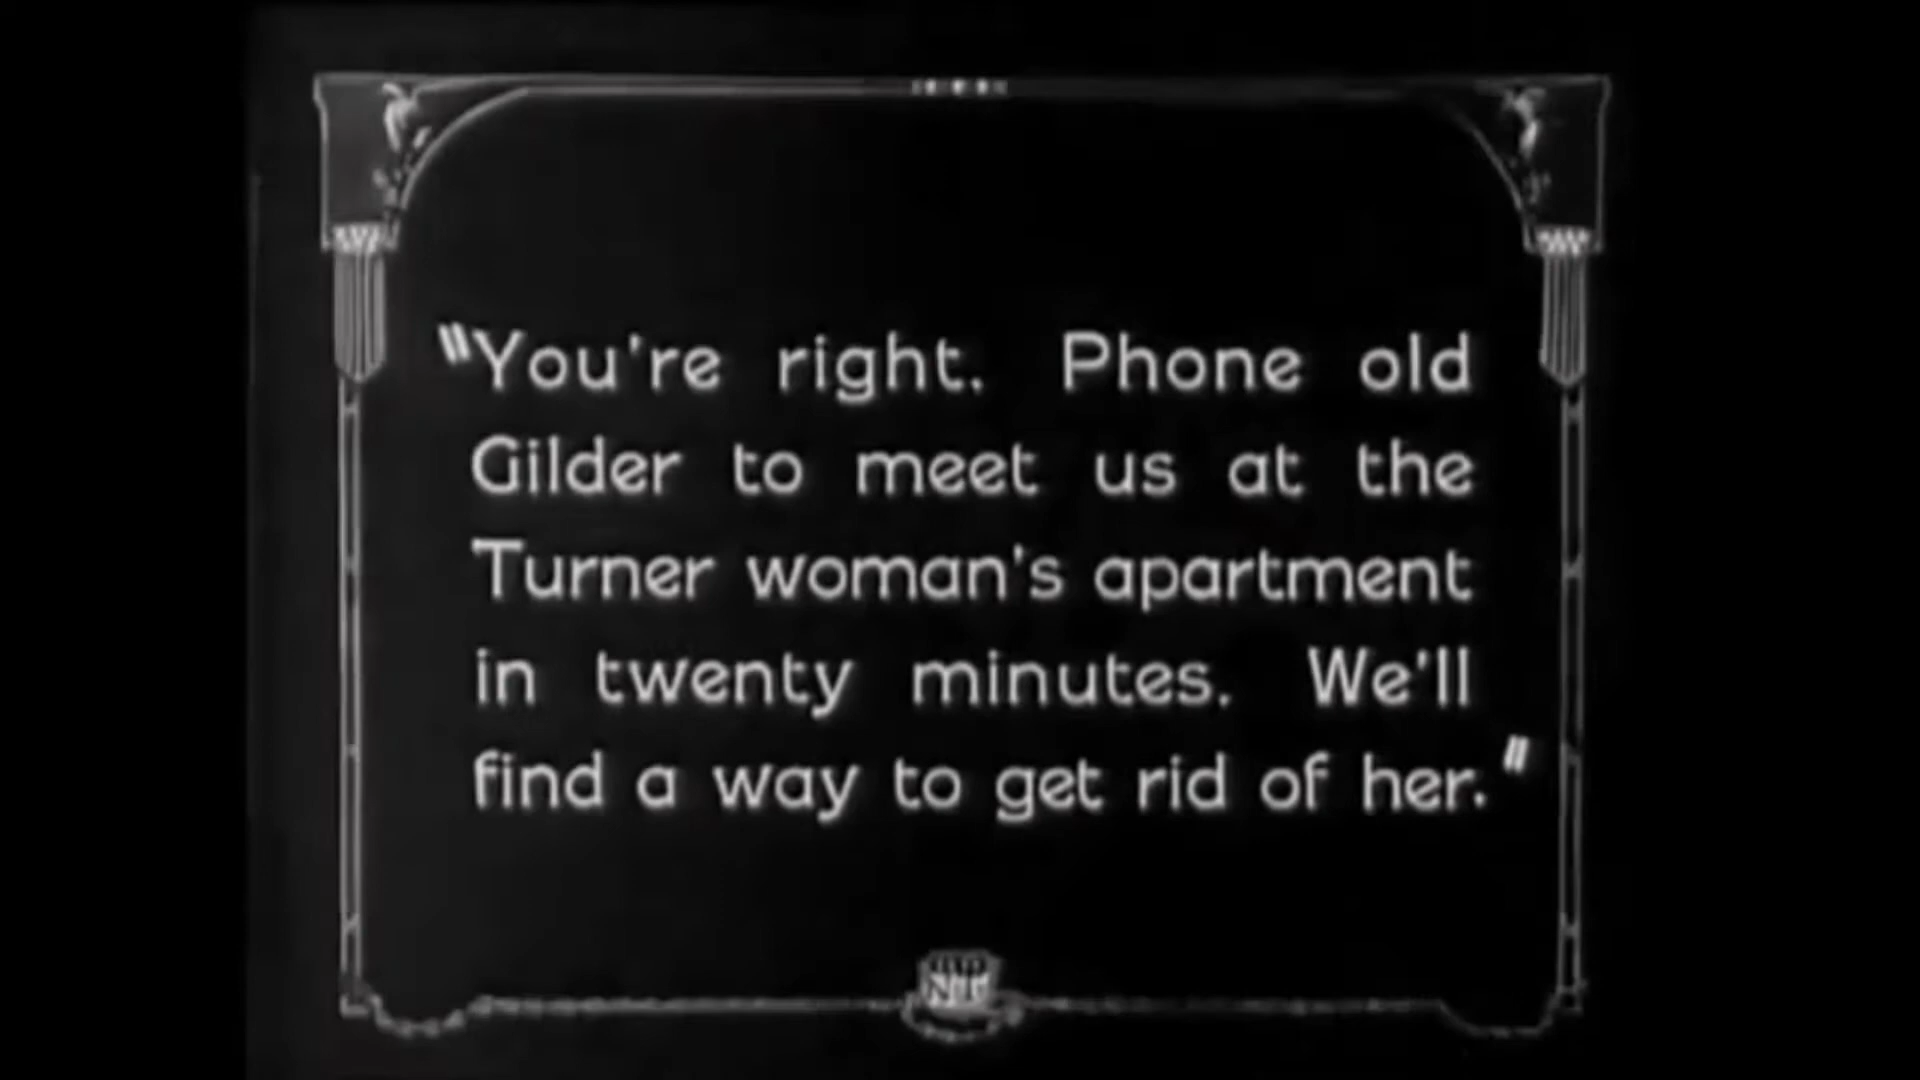 "You're right. Phone old
Gilder to meet us at the
Turner woman's apartment
in twenty minutes. We'll
find a way to get rid of her."